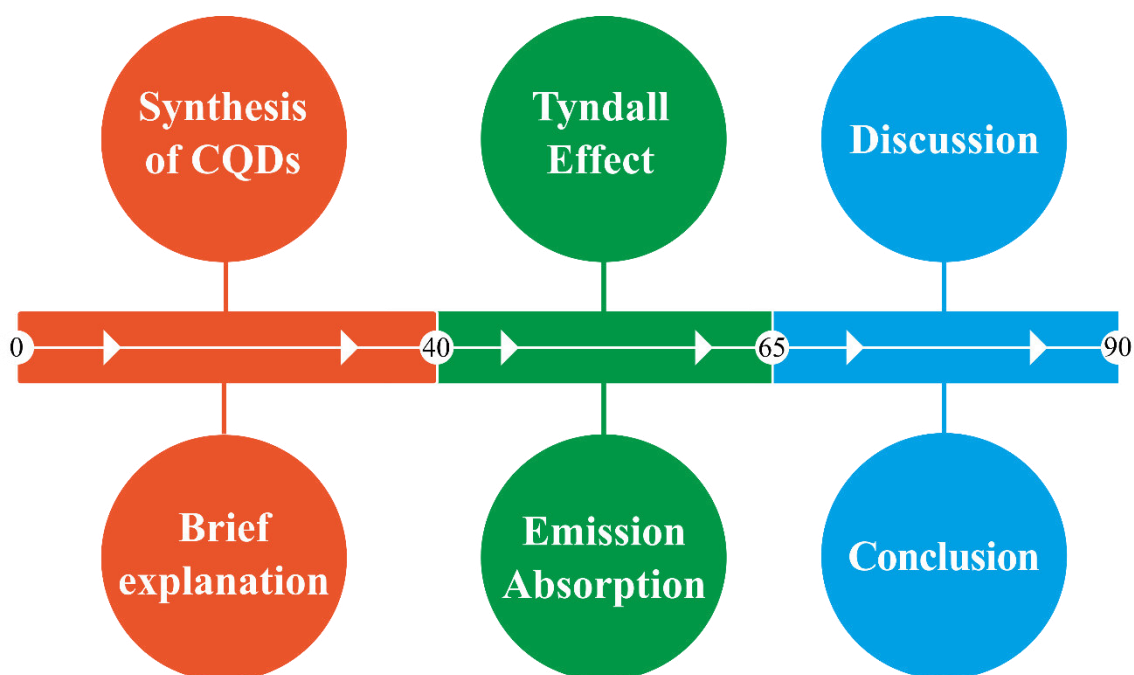 Synthesis
of CQDs
Tyndall
Effect
Discussion
0
40
65
90
Brief
explanation
Emission
Absorption
Conclusion